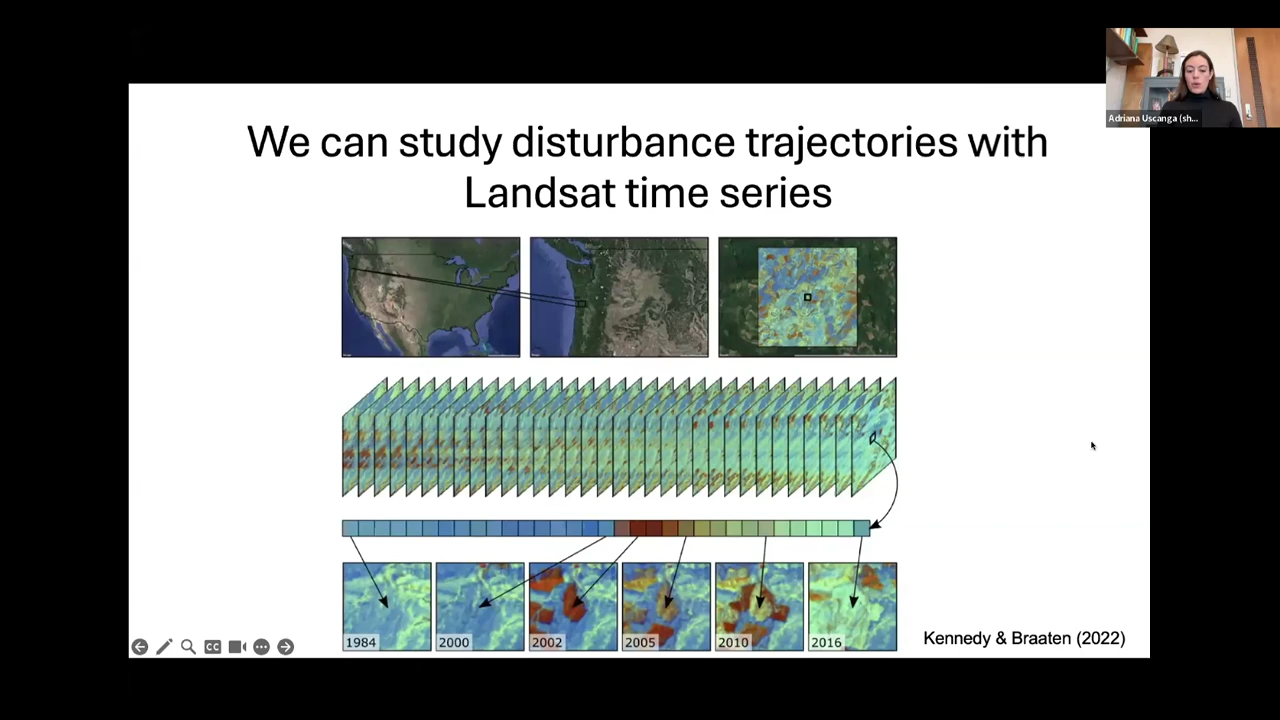 We can study disturbance trajectories with
Landsat time series
Adriana Uscanga (sh...
1984
2000
2002
2005
2010
2016
Kennedy & Braaten (2022)
CC